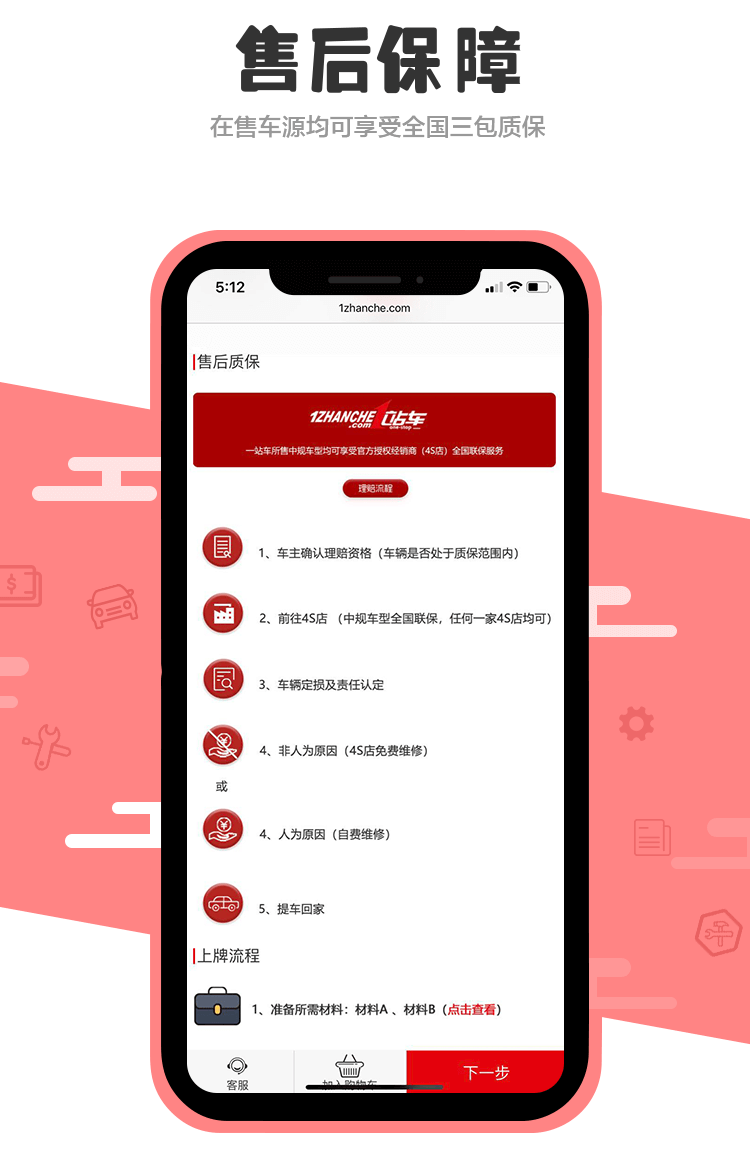 售后保障
在售车源均可享受全国三包质保
5:12
1zhanche.com
售后质保
1ZHANCHE
.com
1站车
one-stop
一站车所售中规车型均可享受官方授权经销商（4S店）全国联保服务
理赔流程
1、车主确认理赔资格（车辆是否处于质保范围内）
2、前往4S店 （中规车型全国联保，任何一家4S店均可）
3、车辆定损及责任认定
4、非人为原因（4S店免费维修）
或
4、人为原因（自费维修）
5、提车回家
上牌流程
1、准备所需材料：材料A 、材料B（点击查看）
客服
加入购物车
下一步